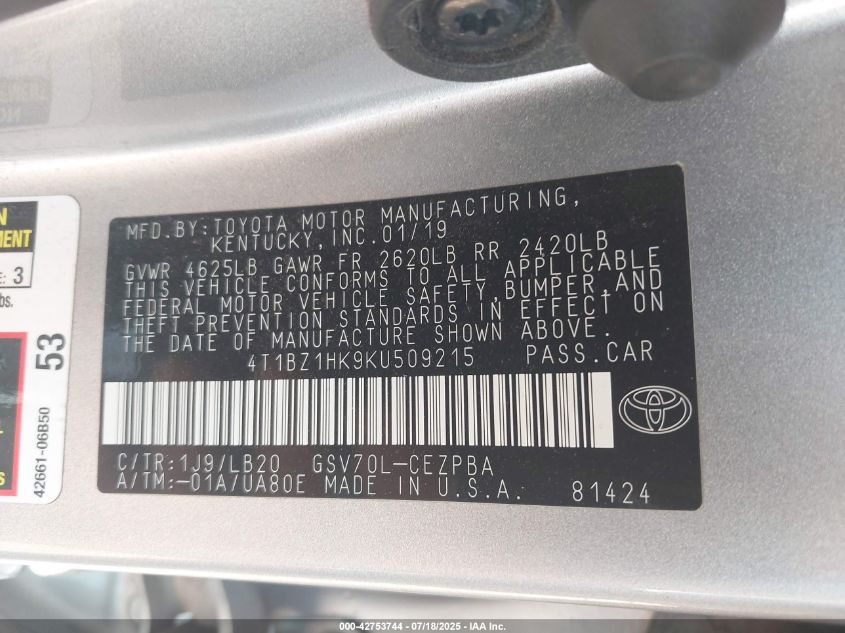 MFD.BY:TOYOTA MOTOR MANUFACTURING,
KENTUCKY, INC. 01/19
GVWR 4625LB GAWR FR 2620LB RR 2420LB
THIS VEHICLE CONFORMS TO ALL APPLICABLE
FEDERAL MOTOR VEHICLE SAFETY, BUMPER, AND
THEFT PREVENTION STANDARDS IN EFFECT ON
THE DATE OF MANUFACTURE SHOWN ABOVE.
4T1BZ1HK9KU509215 PASS.CAR
C/TR:1J9/LB20 GSV70L-CEZPBA
A/TM:-01A/UA80E MADE IN U.S.A. 81424
3
53
42661-06B50
000-42753744 - 07/18/2025 - IAA Inc.